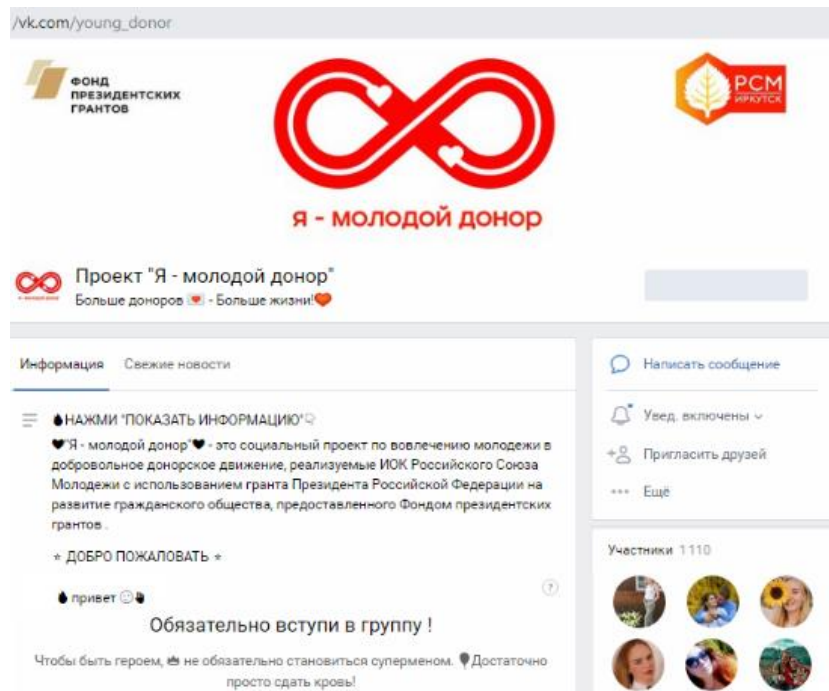 /vk.com/young_donor
ФОНД
ПРЕЗИДЕНТСКИХ
ГРАНТОВ
РСМ
ИРКУТСК
я - молодой донор
Проект "Я - молодой донор"
Больше доноров 💌 - Больше жизни!❤
Информация Свежие новости
💧НАЖМИ "ПОКАЗАТЬ ИНФОРМАЦИЮ"👇
♥"Я - молодой донор"♥ - это социальный проект по вовлечению молодежи в
добровольное донорское движение, реализуемые ИОК Российского Союза
Молодежи с использованием гранта Президента Российской Федерации на
развитие гражданского общества, предоставленного Фондом президентских
грантов .
⭐ ДОБРО ПОЖАЛОВАТЬ ⭐
💧 привет
Обязательно вступи в группу !
Чтобы быть героем, не обязательно становиться суперменом. 🎈Достаточно
просто сдать кровь!
Написать сообщение
Увед. включены
Пригласить друзей
Ещё
Участники 1110